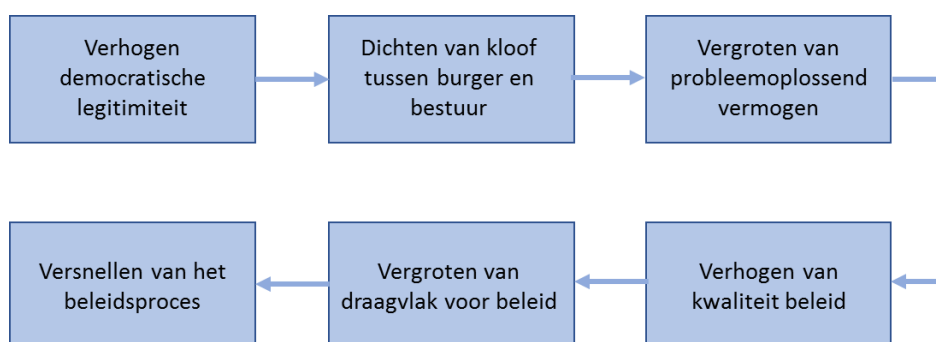 Verhogen
democratische
legitimiteit
Dichten van kloof
tussen burger en
bestuur
Vergroten van
probleemoplossend
vermogen
Versnellen van het
beleidsproces
Vergroten van
draagvlak voor beleid
Verhogen van
kwaliteit beleid